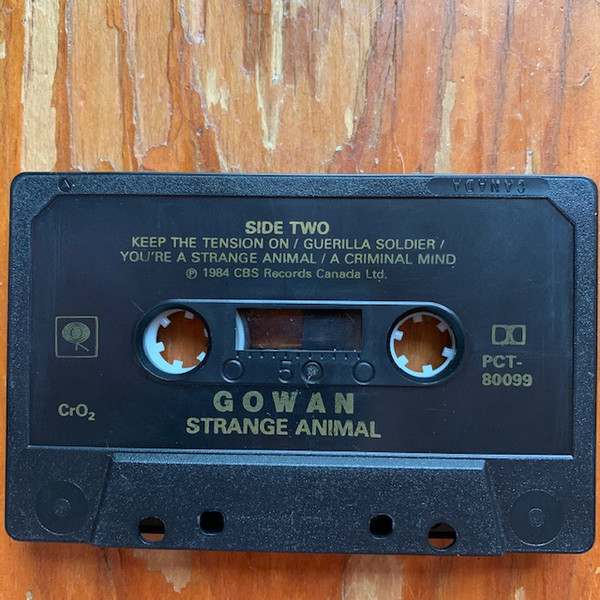 CANADA
SIDE TWO
KEEP THE TENSION ON / GUERILLA SOLDIER /
YOU'RE A STRANGE ANIMAL / A CRIMINAL MIND
℗ 1984 CBS Records Canada Ltd.
5
PCT-
80099
CrO₂
GOWAN
STRANGE ANIMAL